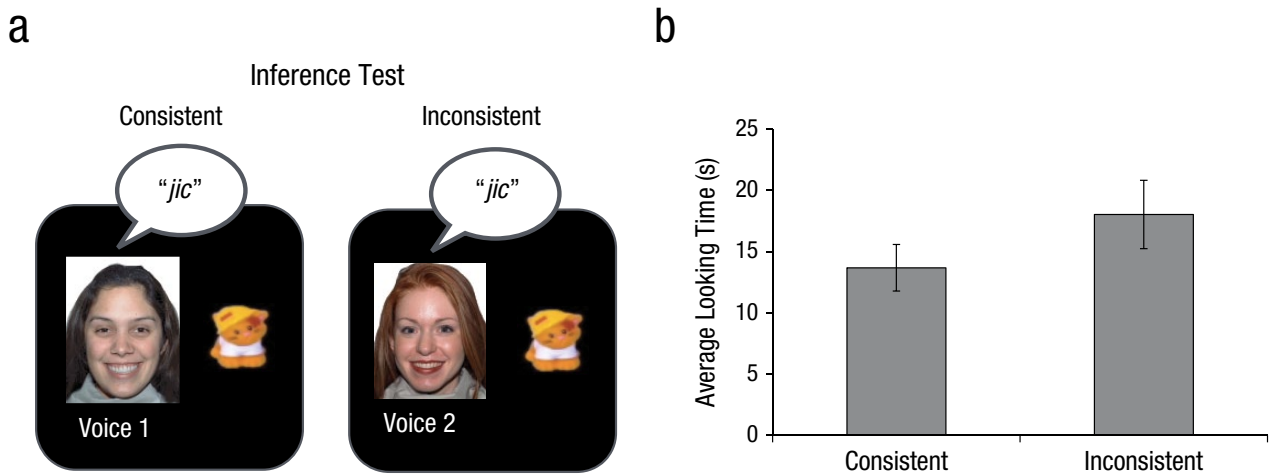 a
Inference Test
Consistent
Inconsistent
“jic”
“jic”
Voice 1
Voice 2
b
Average Looking Time (s)
25
20
15
10
5
0
Consistent
Inconsistent